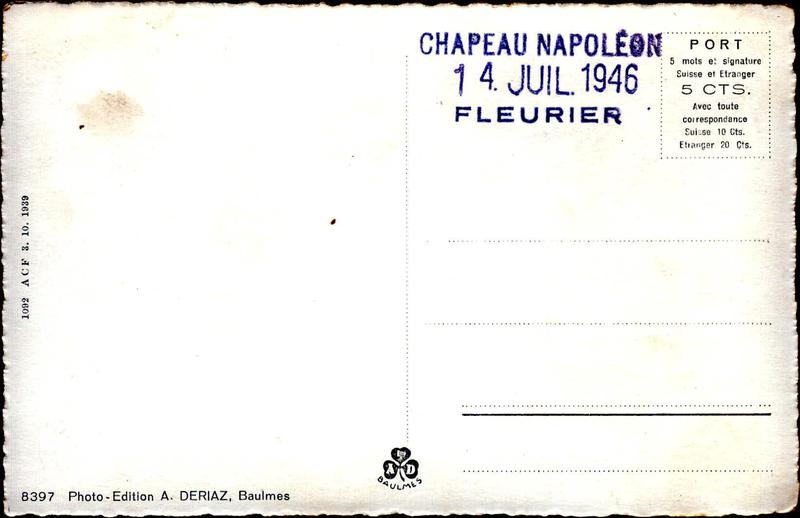 CHAPEAU NAPOLÉON
14. JUIL. 1946
FLEURIER
PORT
5 mots et signature
Suisse et Etranger
5 CTS.
Avec toute
correspondance
Suisse 10 Cts.
Etranger 20 Cts.
1092 ACF 3. 10. 1939
A D
BAULMES
8397 Photo-Edition A. DERIAZ, Baulmes